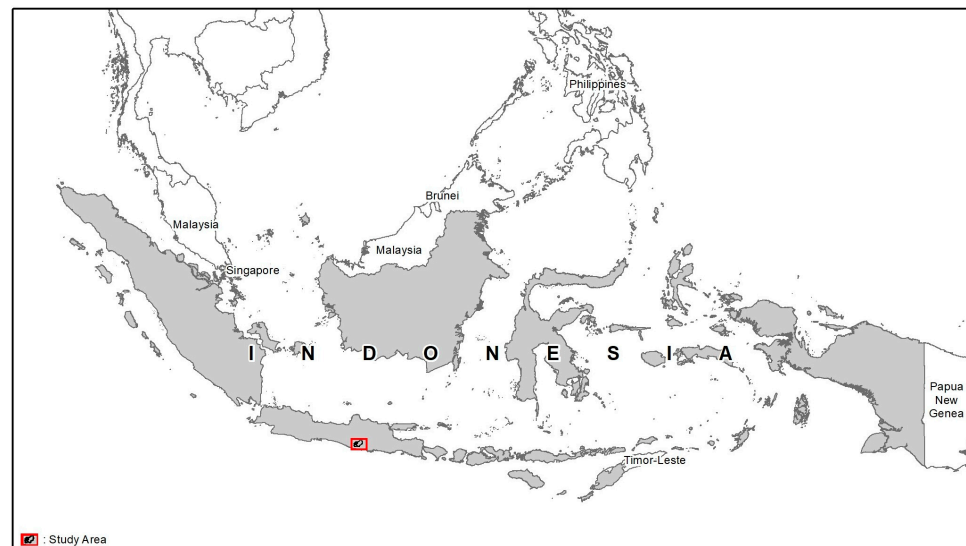 Philippines
Brunei
Malaysia
Malaysia
Singapore
I N D O N E S I A
Papua
New
Genea
Timor-Leste
: Study Area